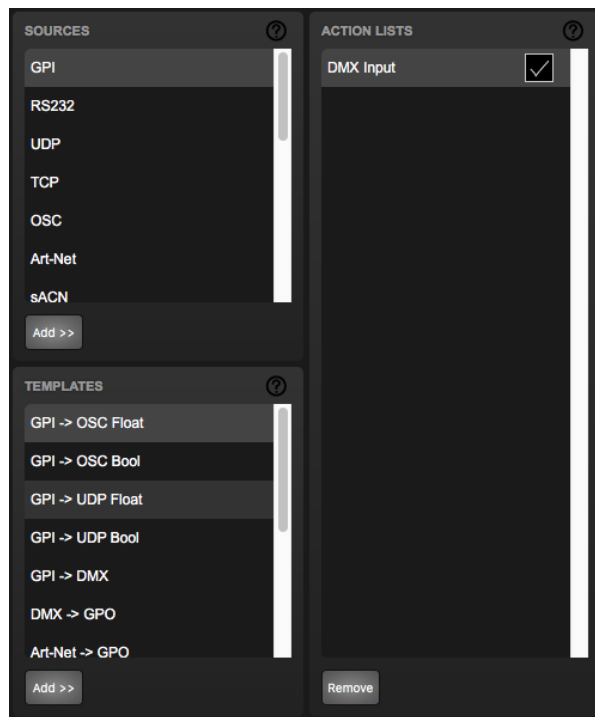 SOURCES
GPI
RS232
UDP
TCP
OSC
Art-Net
sACN
Add >>
TEMPLATES
GPI -> OSC Float
GPI -> OSC Bool
GPI -> UDP Float
GPI -> UDP Bool
GPI -> DMX
DMX -> GPO
Art-Net -> GPO
Add >>
ACTION LISTS
DMX Input
Remove